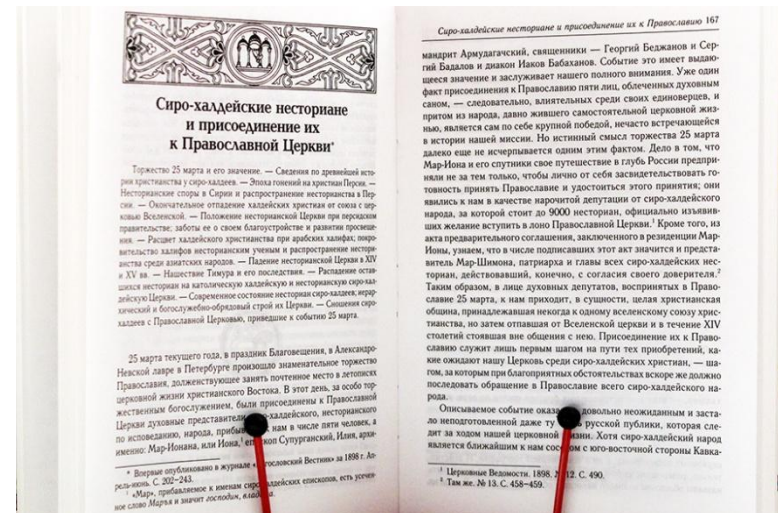 Сиро-халдейские несториане
и присоединение их
к Православной Церкви*
Торжество 25 марта и его значение. — Сведения по древнейшей исто-
рии христианства у сиро-халдеев. — Эпоха гонений на христиан Персии. —
Несторианские споры в Сирии и распространение несторианства в Пер-
сии. — Окончательное отпадение халдейских христиан от союза с цер-
ковью Вселенской. — Положение несторианской Церкви при персидском
правительстве: заботы ее о своем благоустройстве и развитии просвеще-
ния. — Расцвет халдейского христианства при арабских халифах; покро-
вительство халифов несторианским ученым и распространение нестори-
анства среди азиатских народов. — Падение несторианской Церкви в XIV
и XV вв. — Нашествие Тимура и его последствия. — Распадение остав-
шихся несториан на католическую халдейскую и несторианскую сиро-хал-
дейскую Церкви. — Современное состояние несториан сиро-халдеев, иерар-
хический и богослужебно-обрядовый строй их Церкви. — Сношения сиро-
халдеев с Православной Церковью, приведшие к событию 25 марта.
25 марта текущего года, в праздник Благовещения, в Александро-
Невской лавре в Петербурге произошло знаменательное торжество
Православия, долженствующее занять почтенное место в летописях
церковной жизни христианского Востока. В этот день, за особо тор-
жественным богослужением, были присоединены к Православной
Церкви духовные представители -халдейского, несторианского
по исповеданию, народа, прибыв нам в числе пяти человек, а
именно: Мар-Ионана, или Иона,¹ коп Супурганский, Илия, архи-
* Впервые опубликовано в журнале « гословский Вестник» за 1898 г. Ап-
рель-июнь. С. 202–243.
¹ «Мар», прибавляемое к именам сиро халдейских епископов, есть усечен-
ное слово Марья и значит господин, влад
Сиро-халдейские несториане и присоединение их к Православию 167
мандрит Армудагачский, священники — Георгий Беджанов и Сер-
гий Бадалов и диакон Иаков Бабаханов. Событие это имеет выдаю-
щееся значение и заслуживает нашего полного внимания. Уже один
факт присоединения к Православию пяти лиц, облеченных духовным
саном, — следовательно, влиятельных среди своих единоверцев, и
притом из народа, давно жившего самостоятельной церковной жиз-
нью, является сам по себе крупной победой, нечасто встречающейся
в истории нашей миссии. Но истинный смысл торжества 25 марта
далеко еще не исчерпывается одним этим фактом. Дело в том, что
Мар-Иона и его спутники свое путешествие в глубь России предпри-
няли не за тем только, чтобы лично от себя засвидетельствовать го-
товность принять Православие и удостоиться этого принятия; они
явились к нам в качестве нарочитой депутации от сиро-халдейского
народа, за которой стоит до 9000 несториан, официально изъявив-
ших желание вступить в лоно Православной Церкви.¹ Кроме того, из
акта предварительного соглашения, заключенного в резиденции Мар-
Ионы, узнаем, что в числе подписавших этот акт значится и предста-
витель Мар-Шимона, патриарха и главы всех сиро-халдейских нес-
ториан, действовавший, конечно, с согласия своего доверителя.²
Таким образом, в лице духовных депутатов, воспринятых в Право-
славие 25 марта, к нам приходит, в сущности, целая христианская
община, принадлежавшая некогда к одному вселенскому союзу хрис-
тианства, но затем отпавшая от Вселенской церкви и в течение XIV
столетий стоявшая вне общения с нею. Присоединение их к Право-
славию служит лишь первым шагом на пути тех приобретений, ка-
кие ожидают нашу Церковь среди сиро-халдейских христиан, — ша-
гом, за которым при благоприятных обстоятельствах вскоре же должно
последовать обращение в Православие всего сиро-халдейского на-
рода.
Описываемое событие оказа довольно неожиданным и заста-
ло неподготовленной даже ту ь русской публики, которая сле-
дит за ходом нашей церковной зни. Хотя сиро-халдейский народ
является ближайшим к нам сос м с юго-восточной стороны Кавка-
¹ Церковные Ведомости. 1898. № 12. С. 490.
² Там же. № 13. С. 458–459.